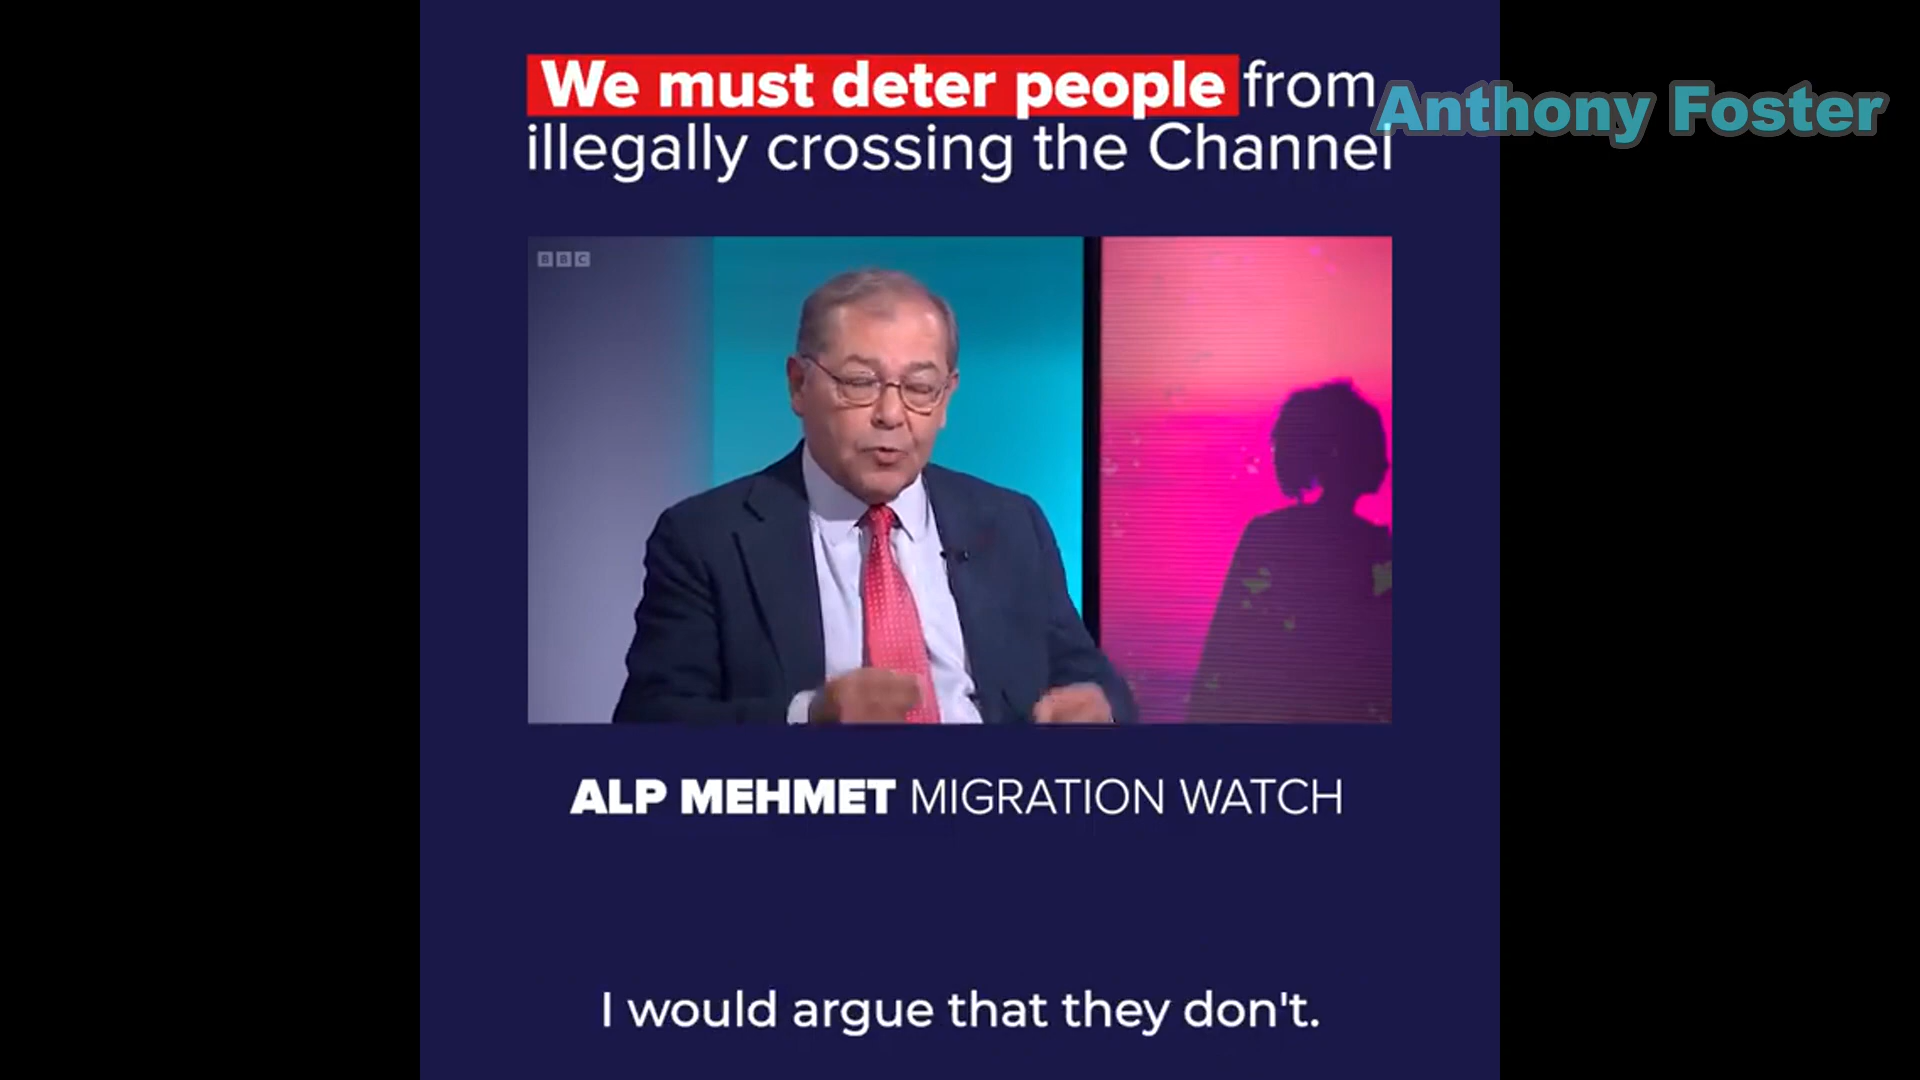 We must deter people from
illegally crossing the Channel
Anthony Foster
BBC
ALP MEHMET MIGRATION WATCH
I would argue that they don't.